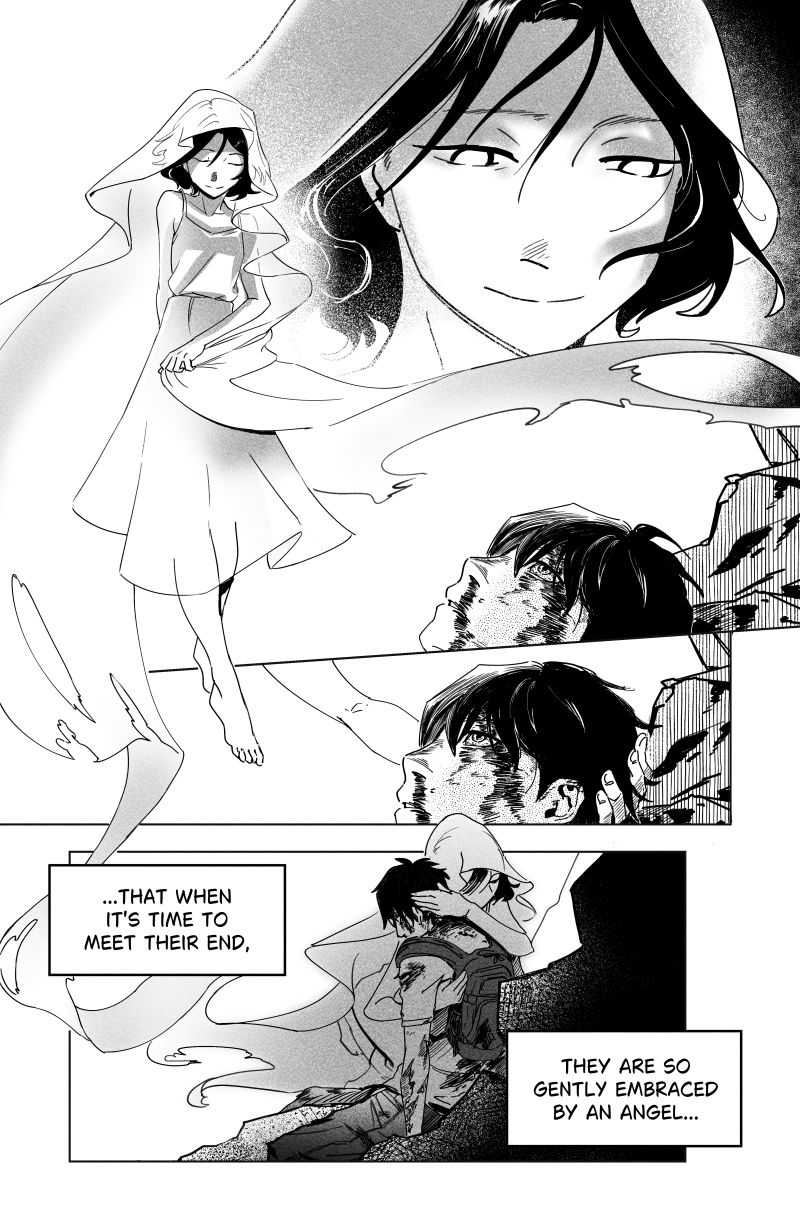 ...THAT WHEN
IT'S TIME TO
MEET THEIR END,
THEY ARE SO
GENTLY EMBRACED
BY AN ANGEL...